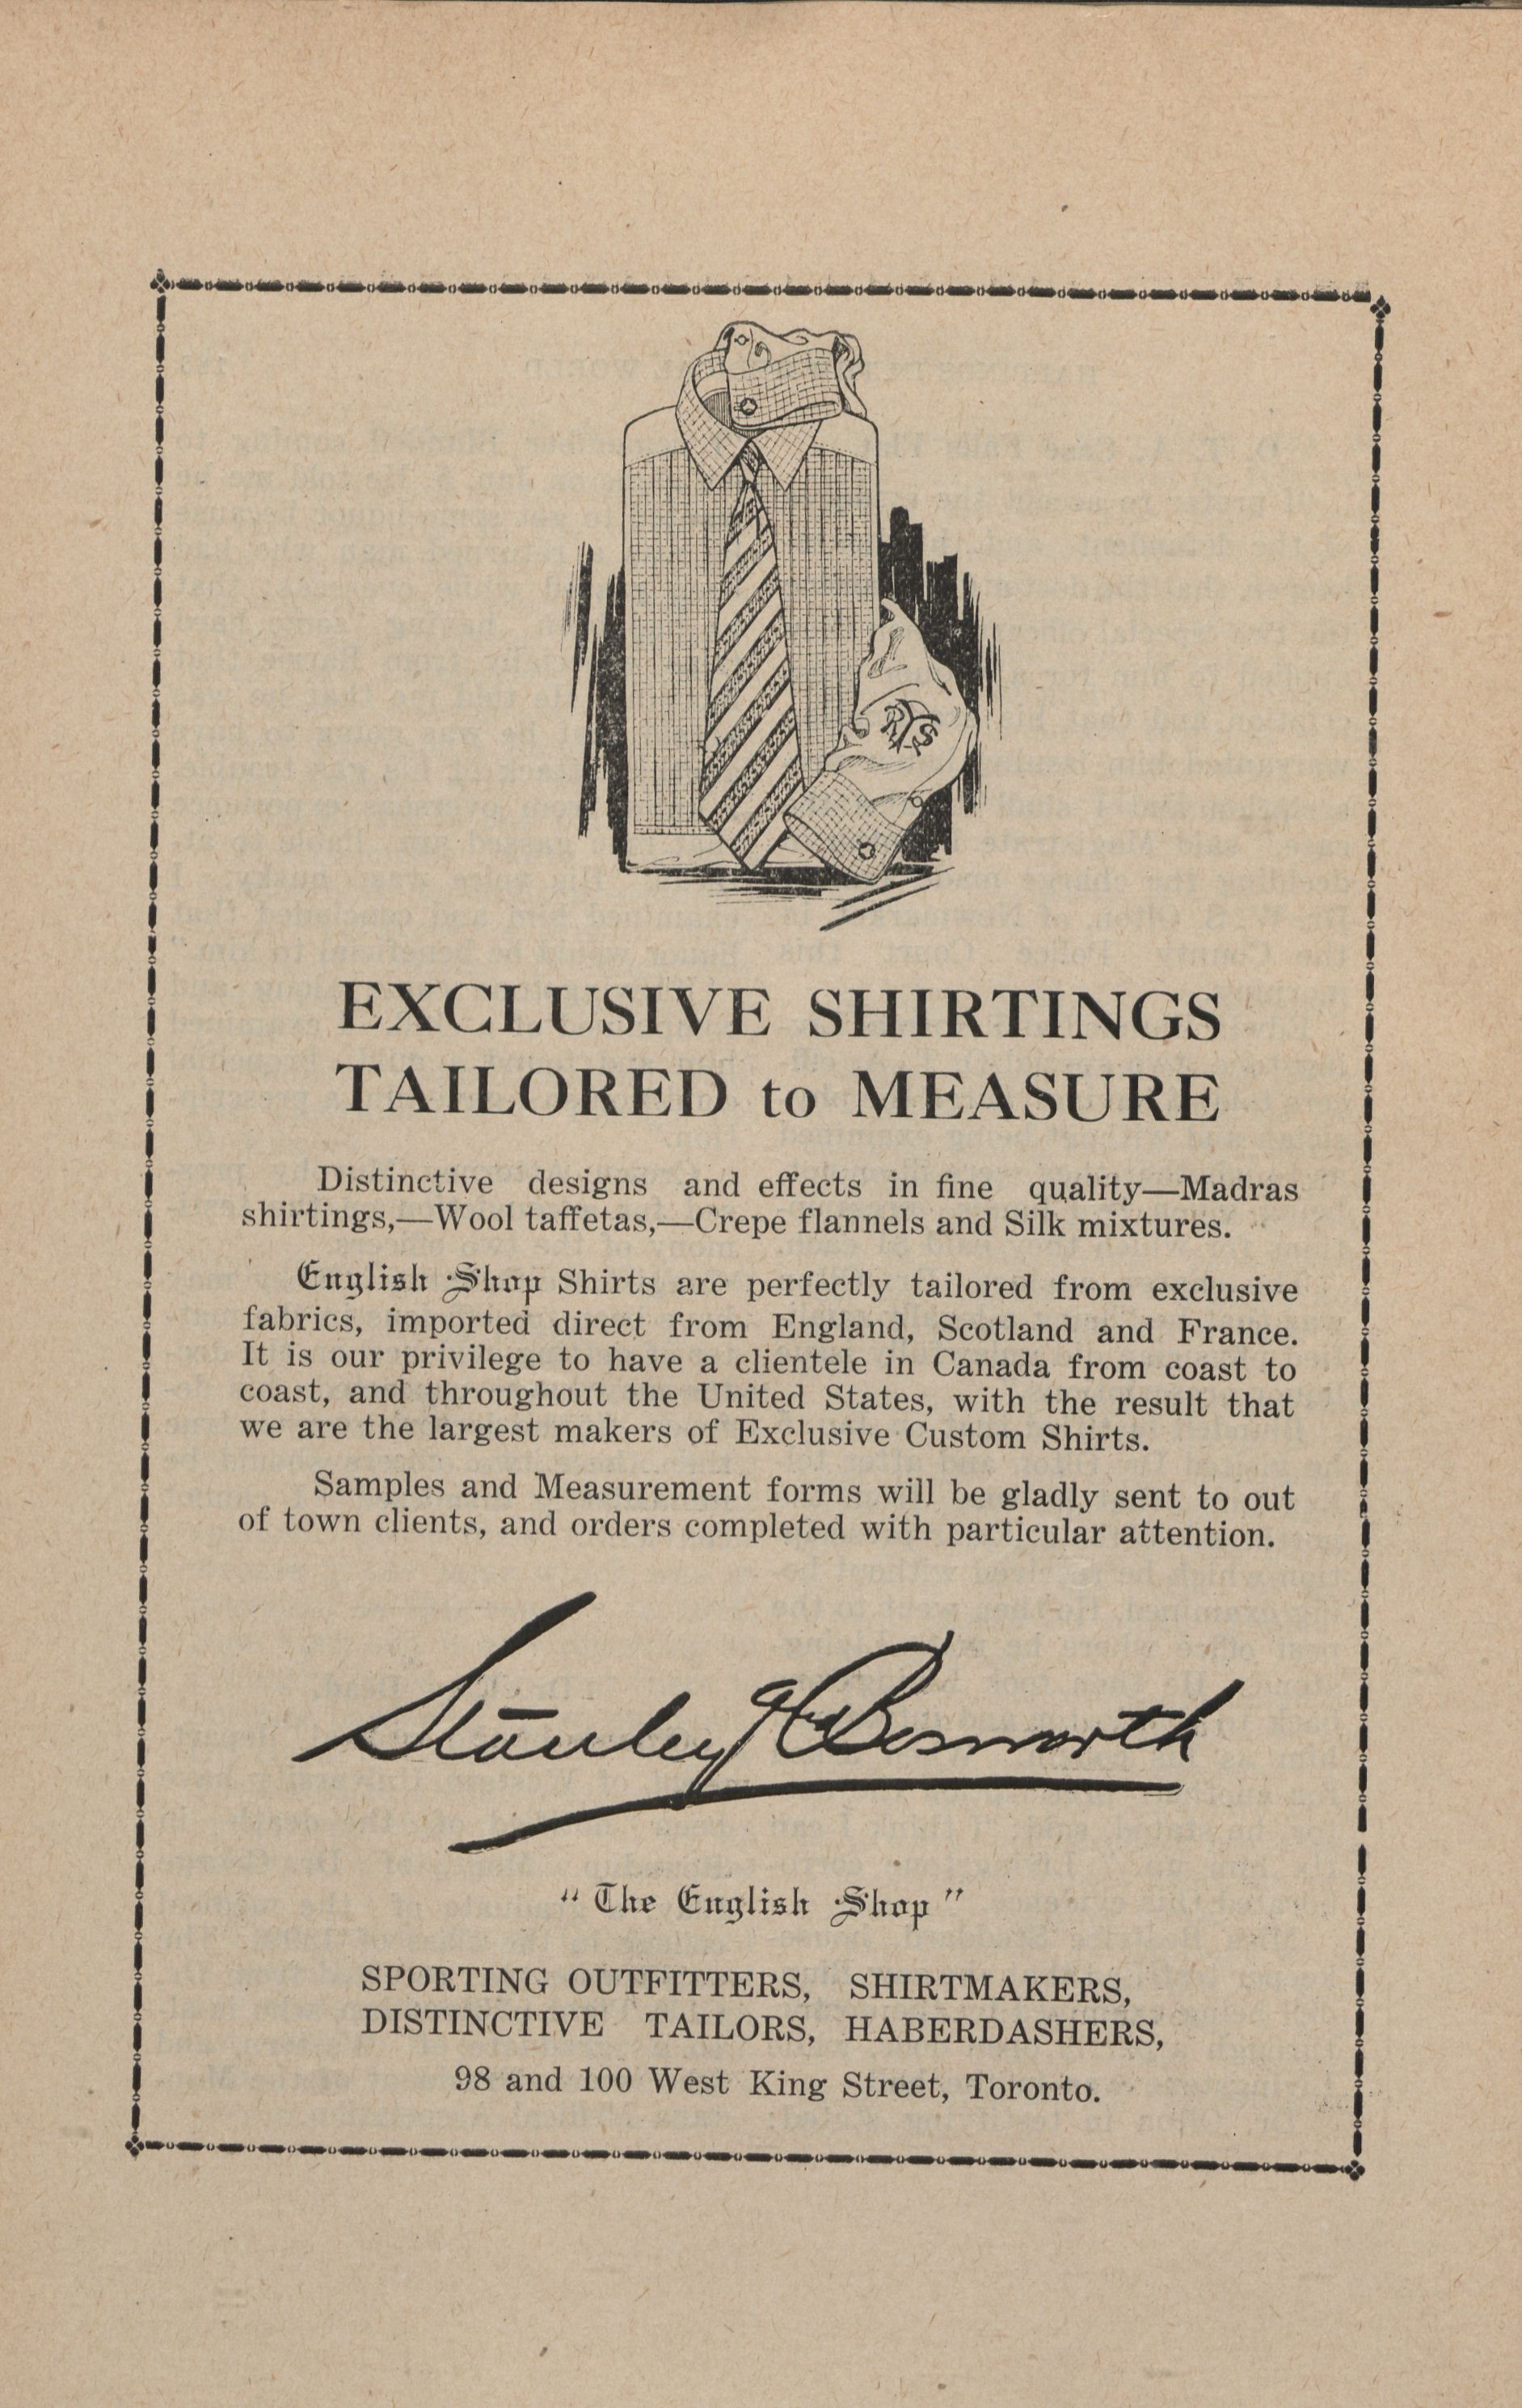 EXCLUSIVE SHIRTINGS
TAILORED to MEASURE
Distinctive designs and effects in fine quality—Madras
shirtings,—Wool taffetas,—Crepe flannels and Silk mixtures.
English Shop Shirts are perfectly tailored from exclusive
fabrics, imported direct from England, Scotland and France.
It is our privilege to have a clientele in Canada from coast to
coast, and throughout the United States, with the result that
we are the largest makers of Exclusive Custom Shirts.
Samples and Measurement forms will be gladly sent to out
of town clients, and orders completed with particular attention.
Stanley Bosworth
"The English Shop"
SPORTING OUTFITTERS, SHIRTMAKERS,
DISTINCTIVE TAILORS, HABERDASHERS,
98 and 100 West King Street, Toronto.